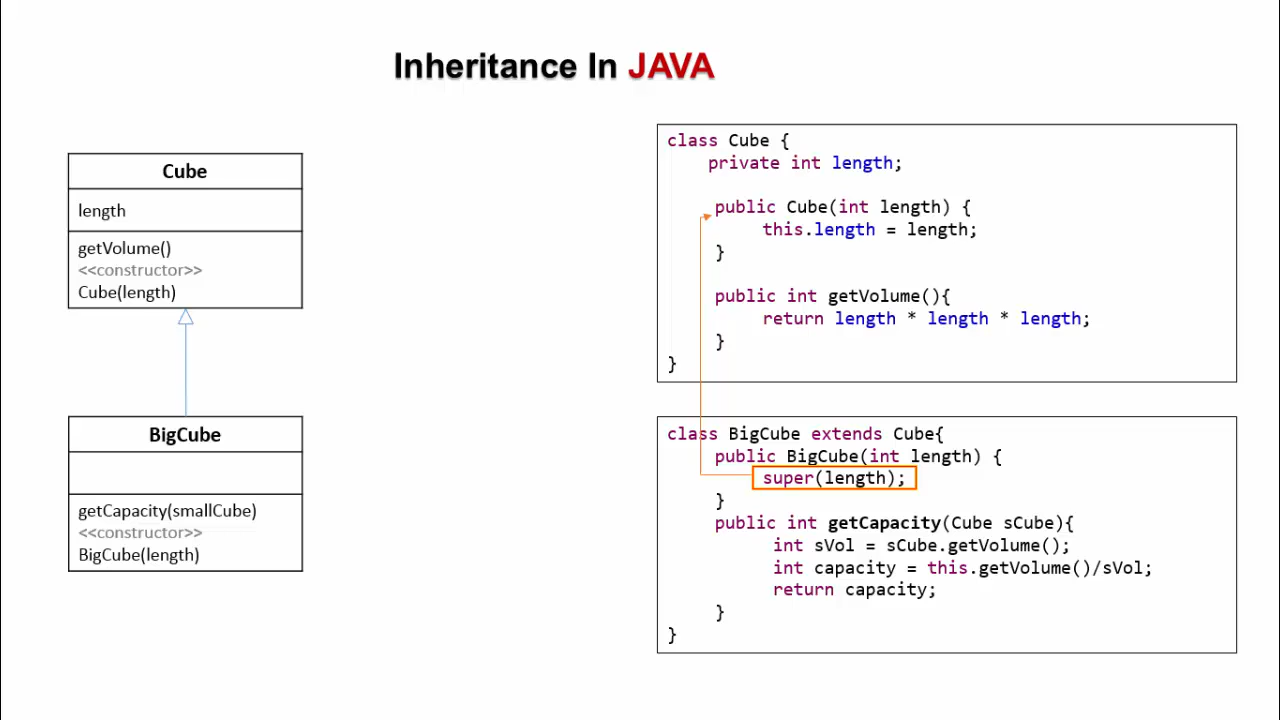 Inheritance In JAVA
Cube
length
getVolume()
<<constructor>>
Cube(length)
BigCube
getCapacity(smallCube)
<<constructor>>
BigCube(length)
class Cube {
private int length;
public Cube(int length) {
this.length = length;
}
public int getVolume(){
return length * length * length;
}
}
class BigCube extends Cube{
public BigCube(int length) {
super(length);
}
public int getCapacity(Cube sCube){
int sVol = sCube.getVolume();
int capacity = this.getVolume()/sVol;
return capacity;
}
}